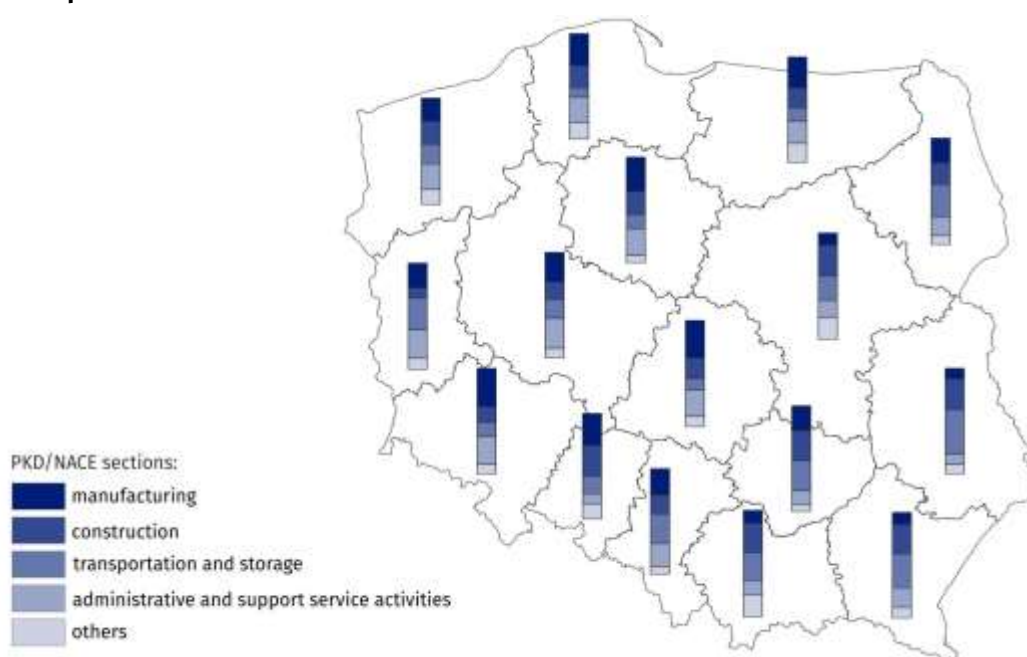 PKD/NACE sections:
manufacturing
construction
transportation and storage
administrative and support service activities
others